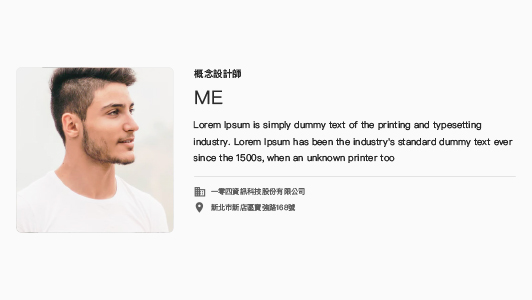 概念設計師
ME
Lorem Ipsum is simply dummy text of the printing and typesetting
industry. Lorem Ipsum has been the industry's standard dummy text ever
since the 1500s, when an unknown printer too
一零四資訊科技股份有限公司
新北市新店區寶強路168號